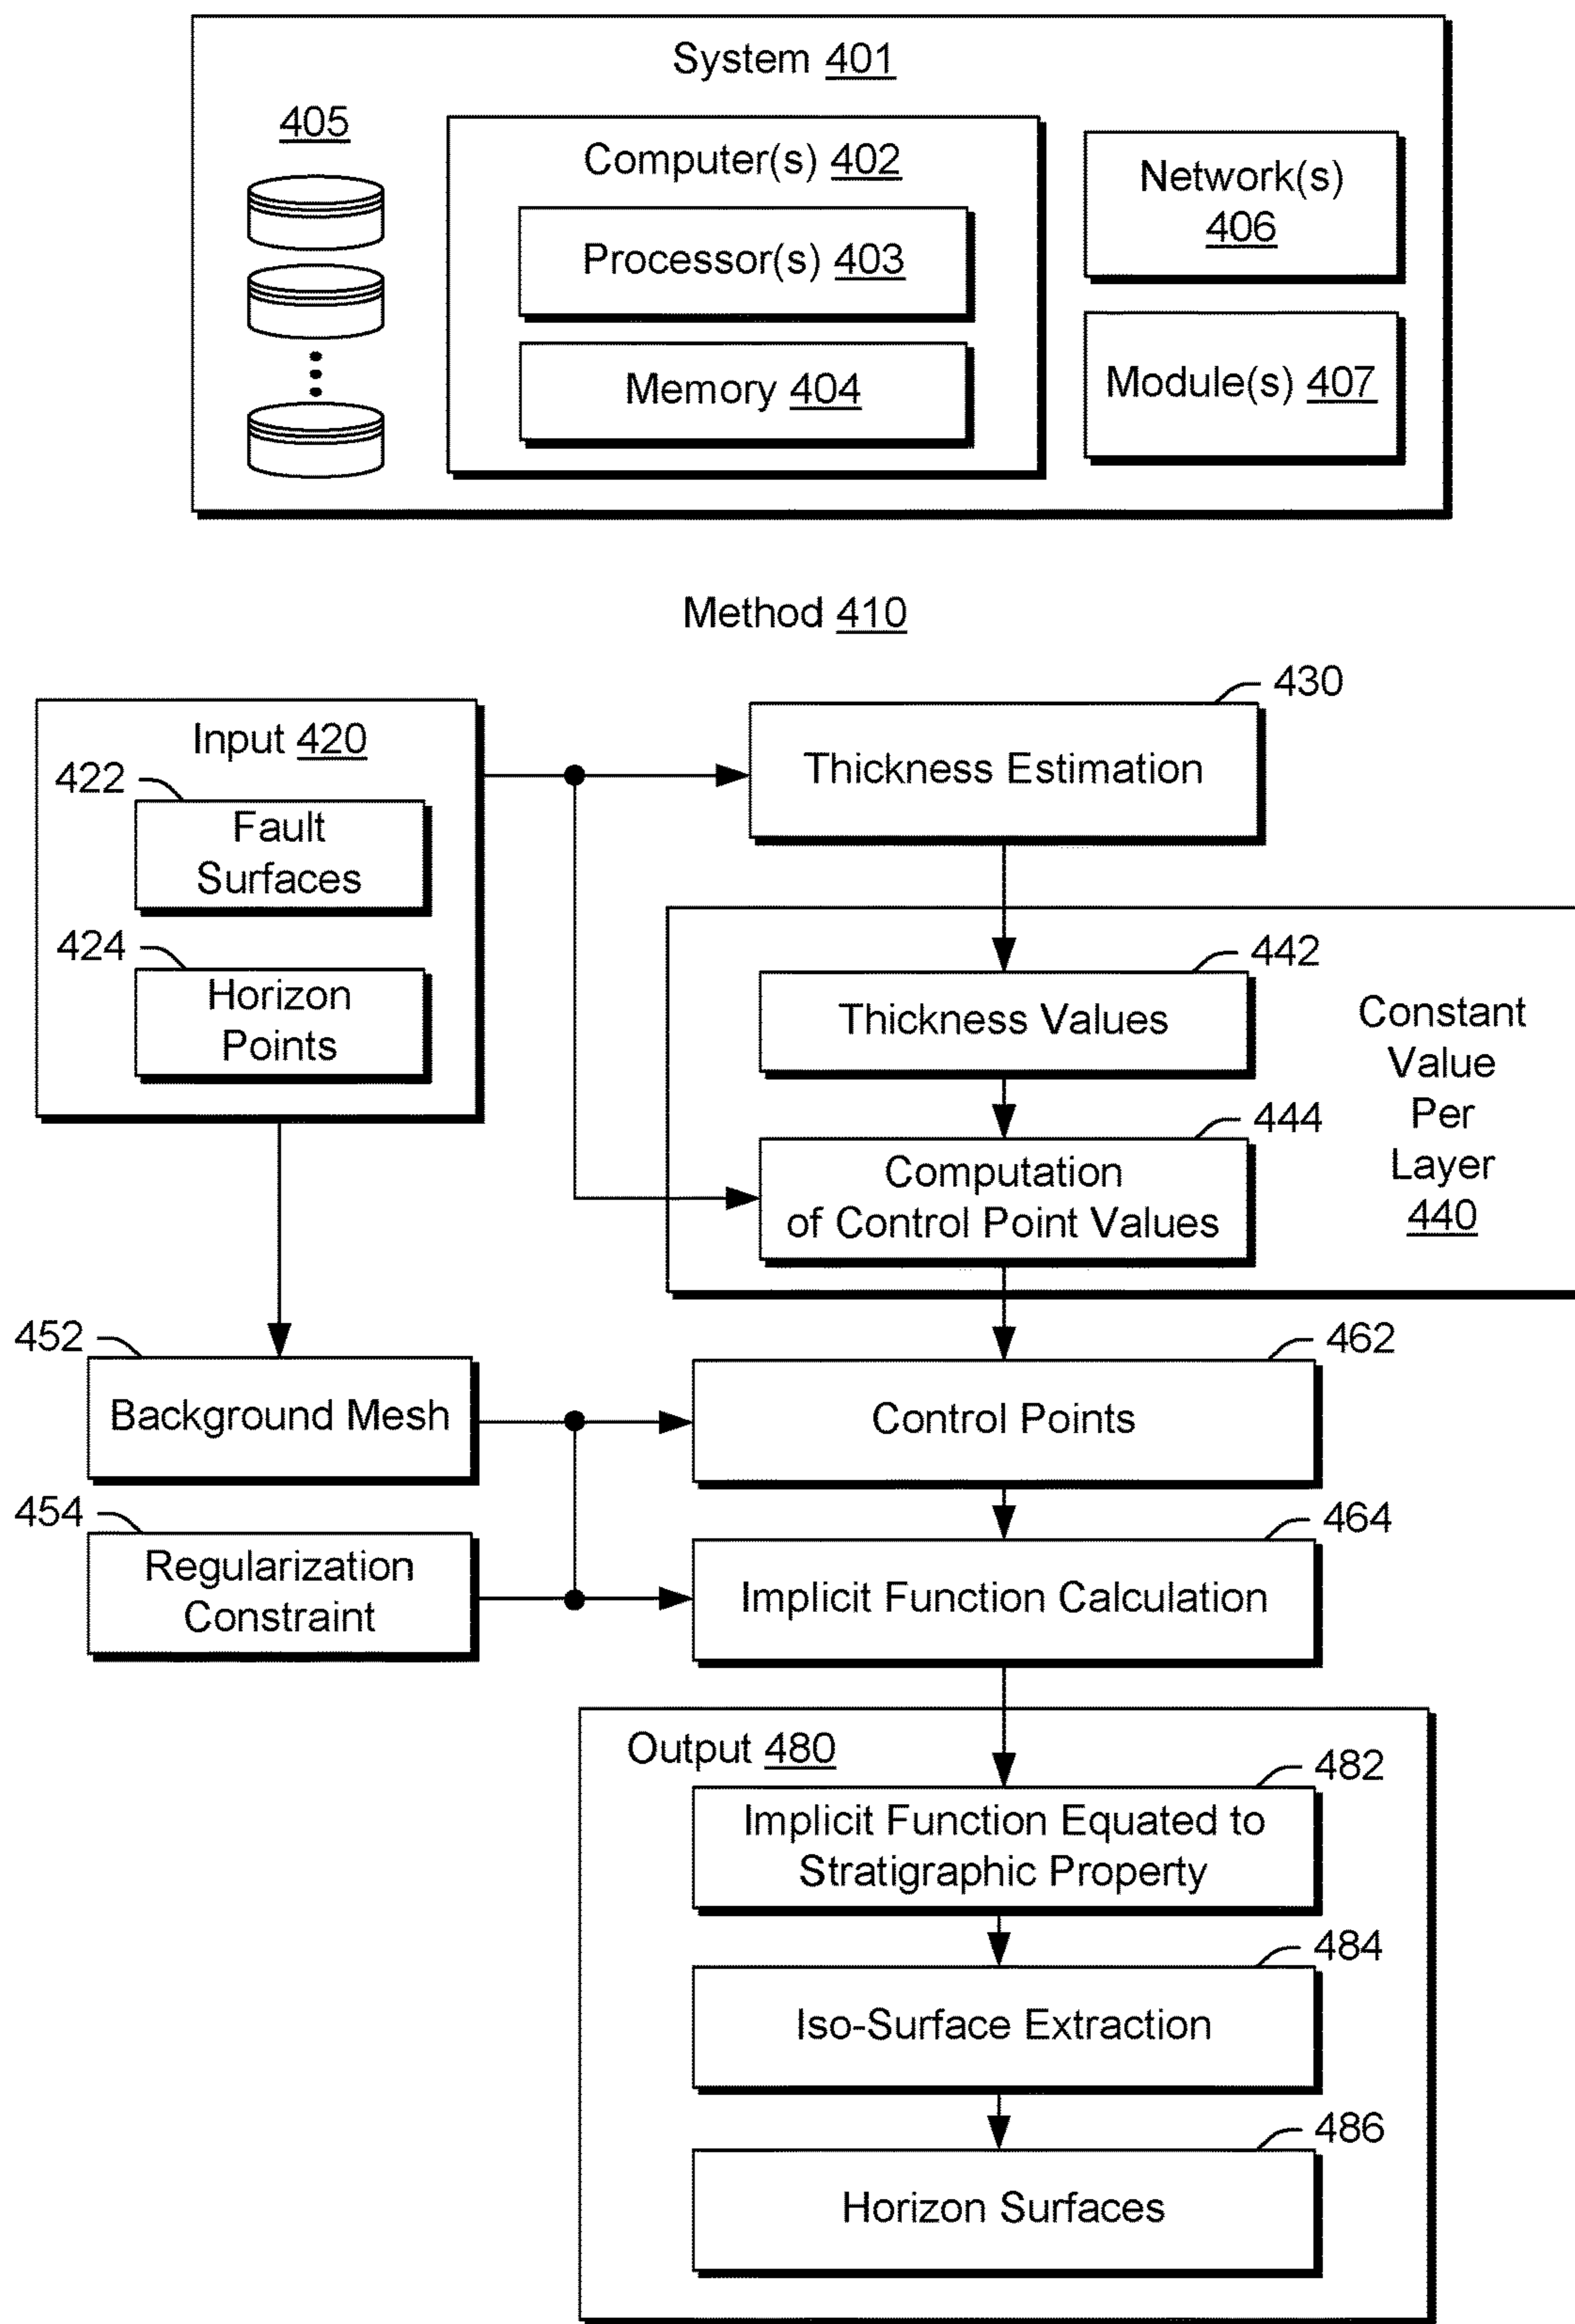 System 401
405
Computer(s) 402
Processor(s) 403
Memory 404
Network(s)
406
Module(s) 407
Method 410
Input 420
422
Fault
Surfaces
424
Horizon
Points
430
Thickness Estimation
442
Thickness Values
444
Computation
of Control Point Values
Constant
Value
Per
Layer
440
452
Background Mesh
454
Regularization
Constraint
462
Control Points
464
Implicit Function Calculation
Output 480
482
Implicit Function Equated to
Stratigraphic Property
484
Iso-Surface Extraction
486
Horizon Surfaces